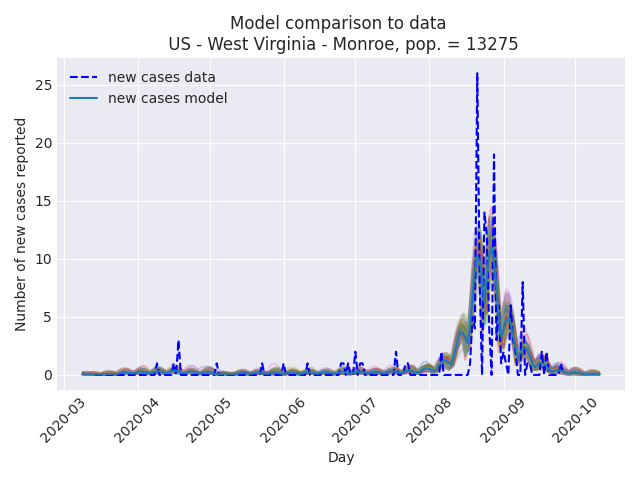 Model comparison to data
US - West Virginia - Monroe, pop. = 13275
new cases data
new cases model
Number of new cases reported
25
20
15
10
5
0
2020-03
2020-04
2020-05
2020-06
2020-07
2020-08
2020-09
2020-10
Day